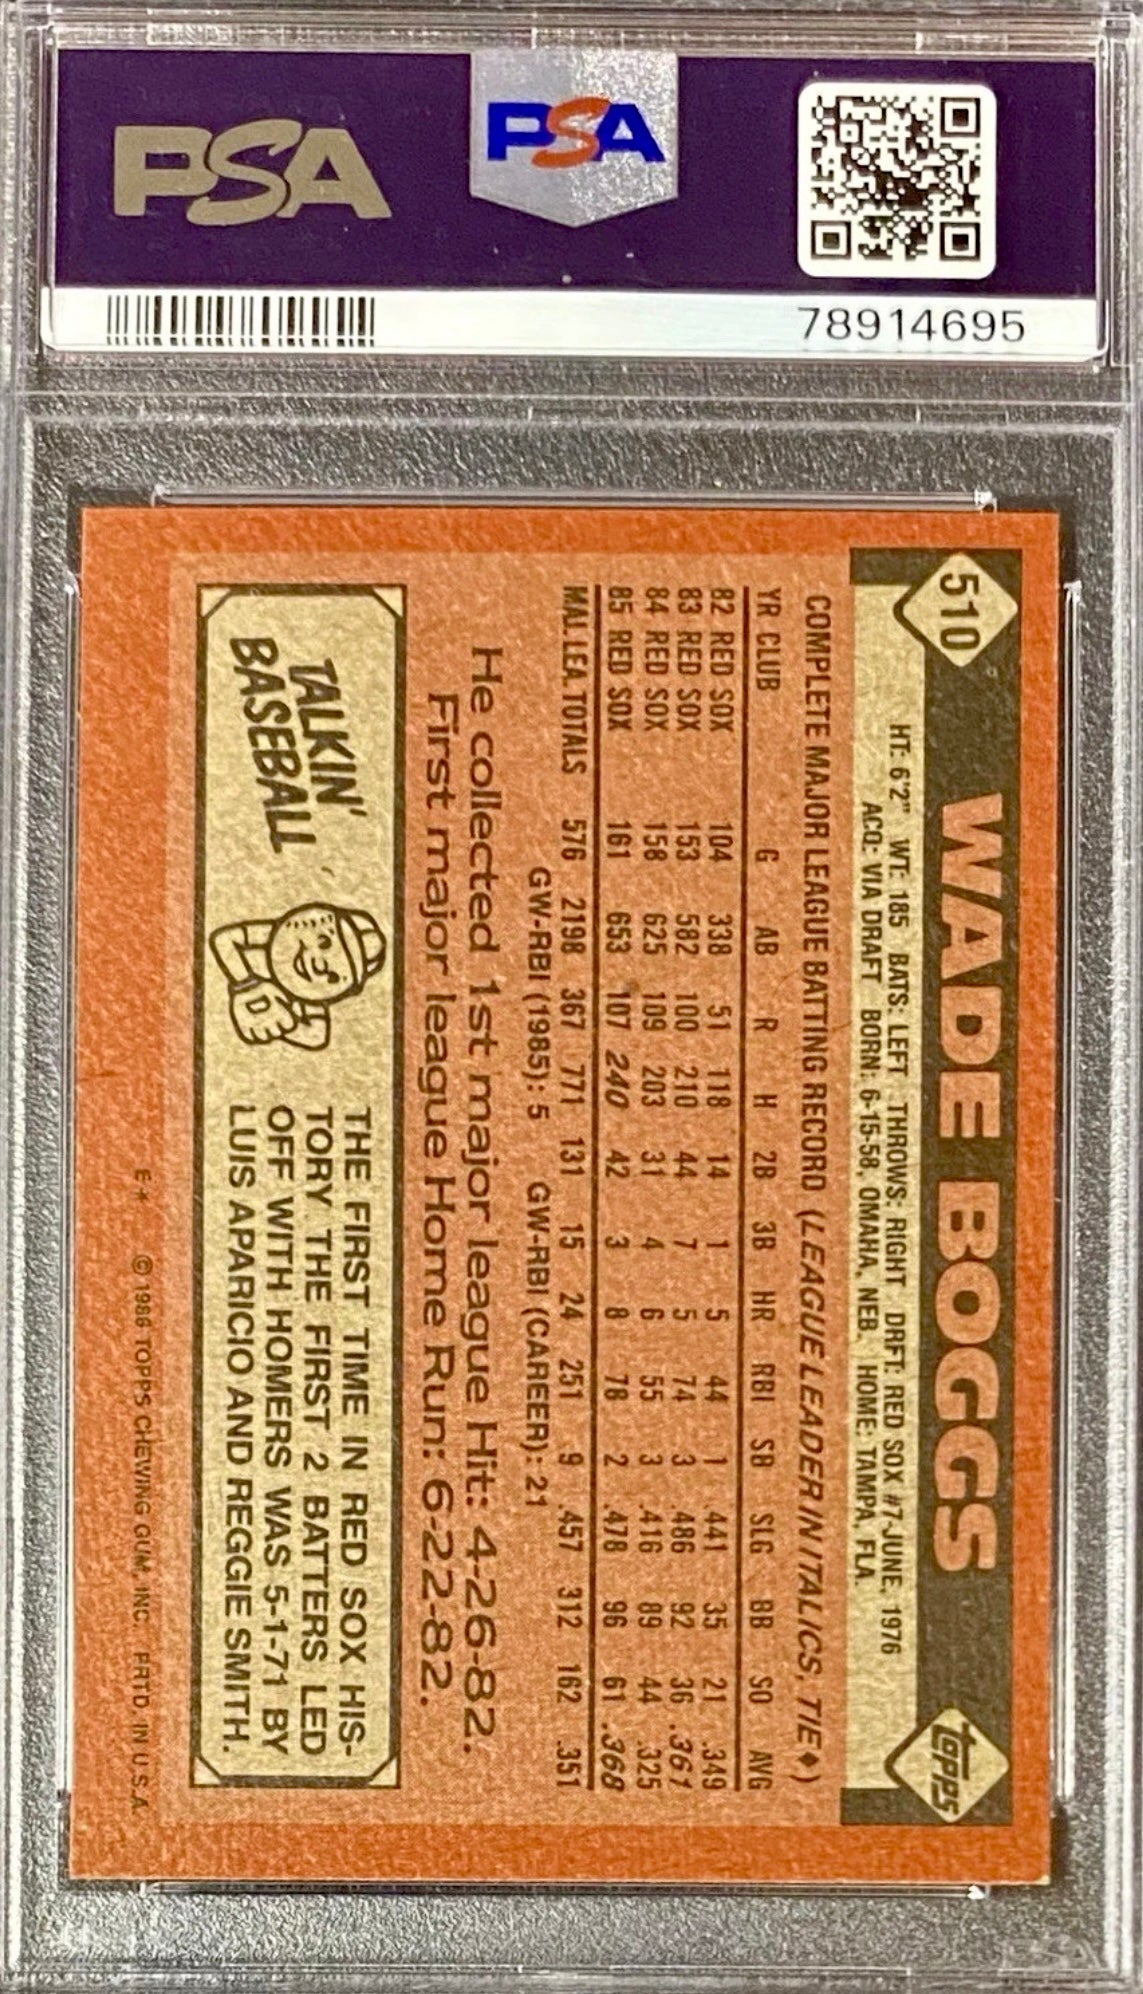 PSA
PSA
78914695
510
WADE BOGGS
topps
HT: 6'2" WT: 185 BATS: LEFT THROWS: RIGHT DRFT: RED SOX #7-JUNE, 1976
ACQ: VIA DRAFT BORN: 6-15-58, OMAHA, NEB. HOME: TAMPA, FLA.
COMPLETE MAJOR LEAGUE BATTING RECORD (LEAGUE LEADER IN ITALICS, TIE♦)
YR CLUB G AB R H 2B 3B HR RBI SB SLG BB SO AVG
82 RED SOX 104 338 51 118 14 1 5 44 1 .441 35 21 .349
83 RED SOX 153 582 100 210 44 7 5 74 3 .486 92 36 .361
84 RED SOX 158 625 109 203 31 4 6 55 3 .416 89 44 .325
85 RED SOX 161 653 107 240 42 3 8 78 2 .478 96 61 .368
MAJ. LEA. TOTALS 576 2198 367 771 131 15 24 251 9 .457 312 162 .351
GW-RBI (1985): 5 GW-RBI (CAREER): 21
He collected 1st major league Hit: 4-26-82.
First major league Home Run: 6-22-82.
TALKIN'
BASEBALL
THE FIRST TIME IN RED SOX HIS-
TORY THE FIRST 2 BATTERS LED
OFF WITH HOMERS WAS 5-1-71 BY
LUIS APARICIO AND REGGIE SMITH.
E* © 1986 TOPPS CHEWING GUM, INC. PRTD. IN U.S.A.